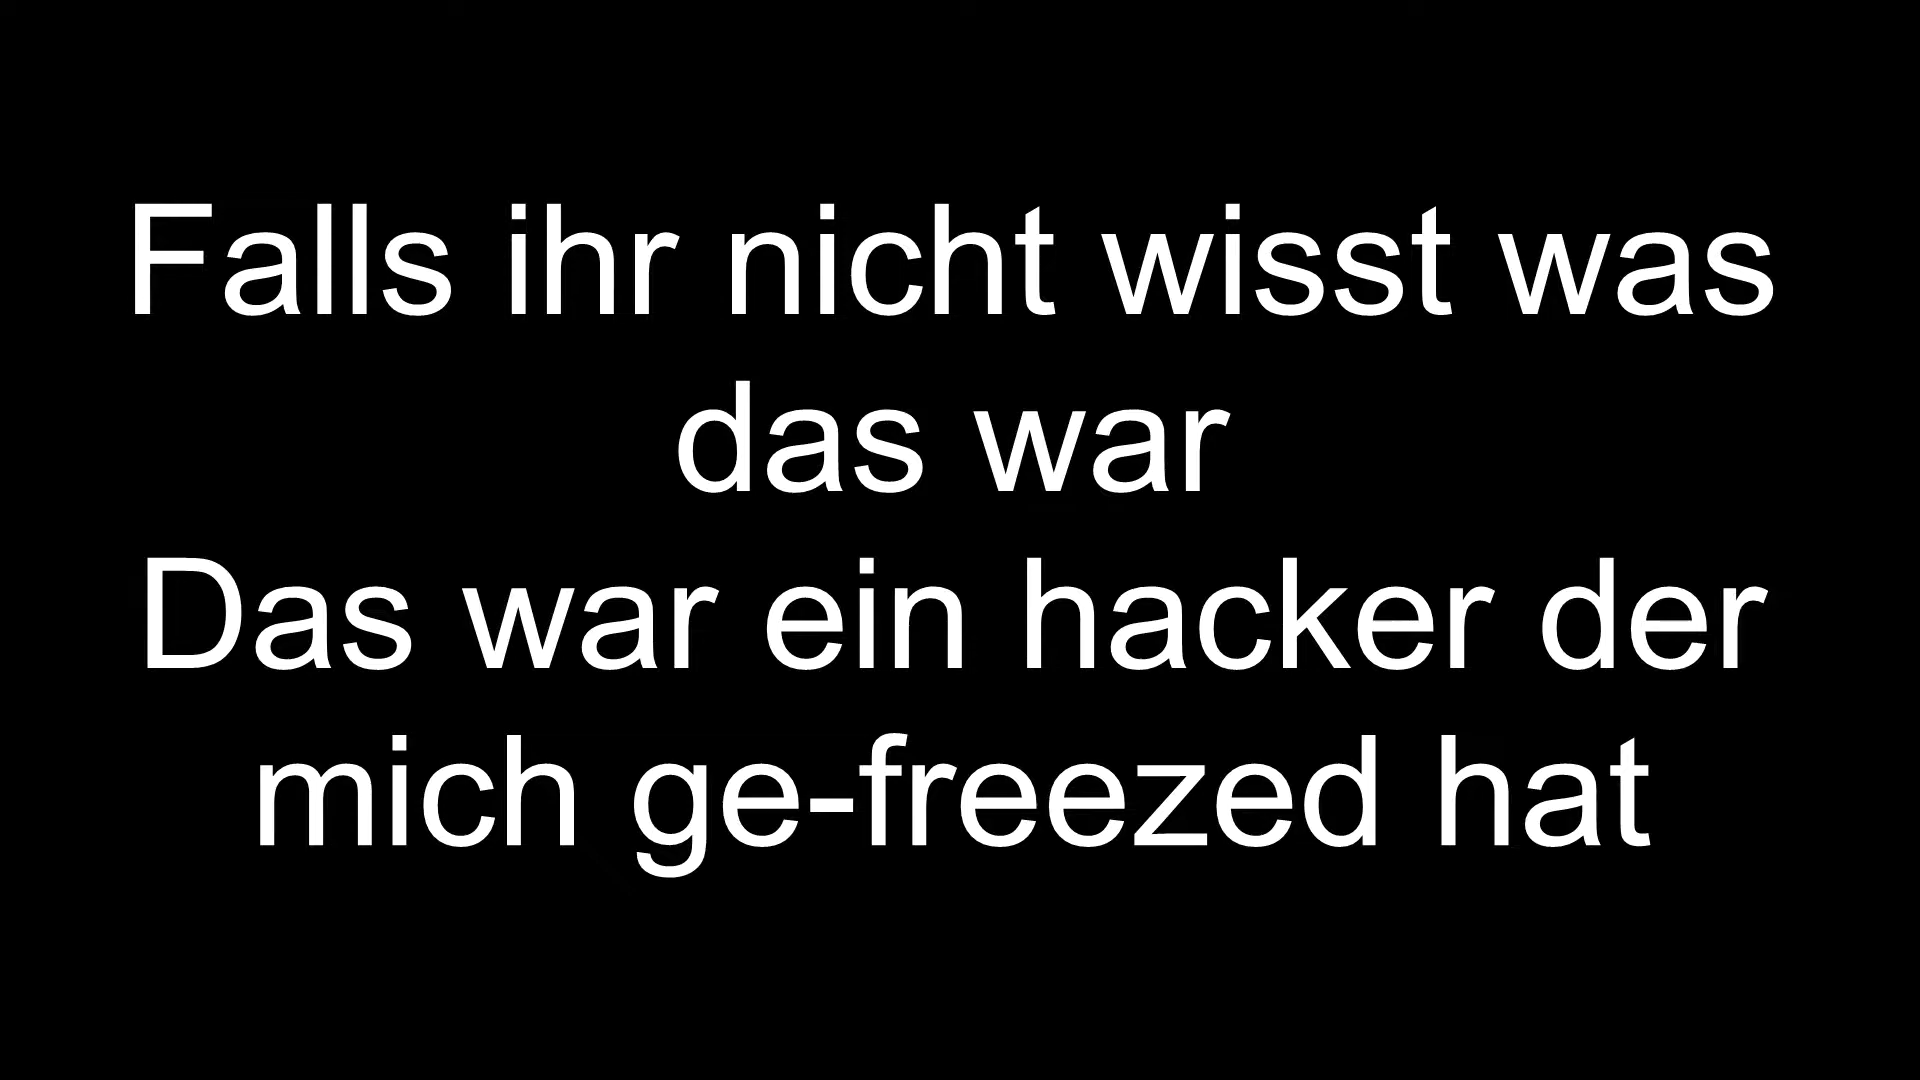 Falls ihr nicht wisst was
das war
Das war ein hacker der
mich ge-freezed hat